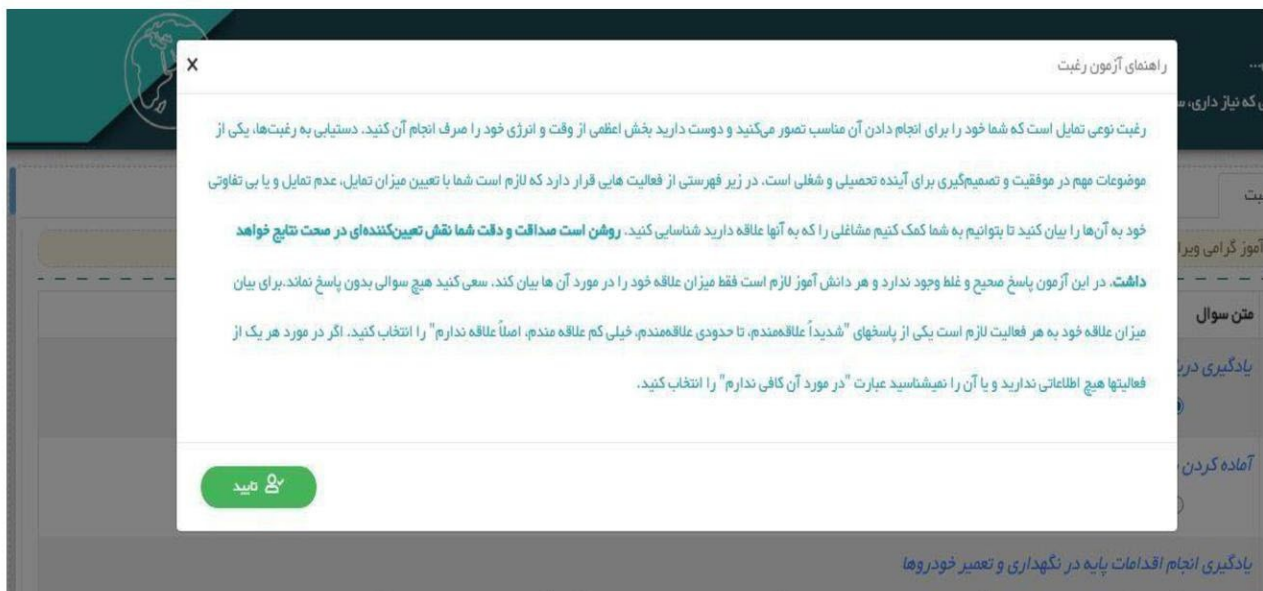 راهنمای آزمون رغبت
رغبت نوعی تمایل است که شما خود را برای انجام دادن آن مناسب تصور می‌کنید و دوست دارید بخش اعظمی از وقت و انرژی خود را صرف انجام آن کنید. دستیابی به رغبت‌ها، یکی از
موضوعات مهم در موفقیت و تصمیم‌گیری برای آینده تحصیلی و شغلی است. در زیر فهرستی از فعالیت هایی قرار دارد که لازم است شما با تعیین میزان تمایل، عدم تمایل و یا بی تفاوتی
خود به آن‌ها را بیان کنید تا بتوانیم به شما کمک کنیم مشاغلی را که به آنها علاقه دارید شناسایی کنید. روشن است صداقت و دقت شما نقش تعیین‌کننده‌ای در صحت نتایج خواهد
داشت. در این آزمون پاسخ صحیح و غلط وجود ندارد و هر دانش آموز لازم است فقط میزان علاقه خود را در مورد آن ها بیان کند. سعی کنید هیچ سوالی بدون پاسخ نماند.برای بیان
میزان علاقه خود به هر فعالیت لازم است یکی از پاسخهای "شدیداً علاقه‌مندم، تا حدودی علاقه‌مندم، خیلی کم علاقه مندم، اصلاً علاقه ندارم" را انتخاب کنید. اگر در مورد هر یک از
فعالیتها هیچ اطلاعاتی ندارید و یا آن را نمیشناسید عبارت "در مورد آن کافی ندارم" را انتخاب کنید.
تایید
ی که نیاز داری،
آموز گرامی
متن سوال
یادگیری
آماده کردن
یادگیری انجام اقدامات پایه در نگهداری و تعمیر خودروها